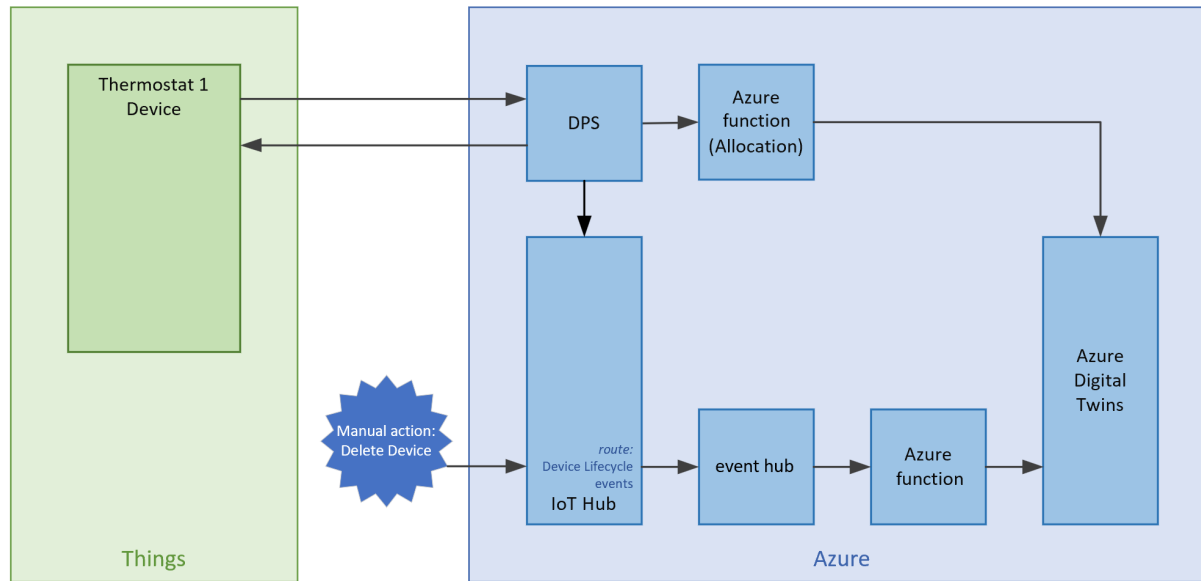 Thermostat 1
Device
DPS
Azure
function
(Allocation)
Azure
Digital
Twins
Manual action:
Delete Device
route:
Device Lifecycle
events
IoT Hub
event hub
Azure
function
Things
Azure